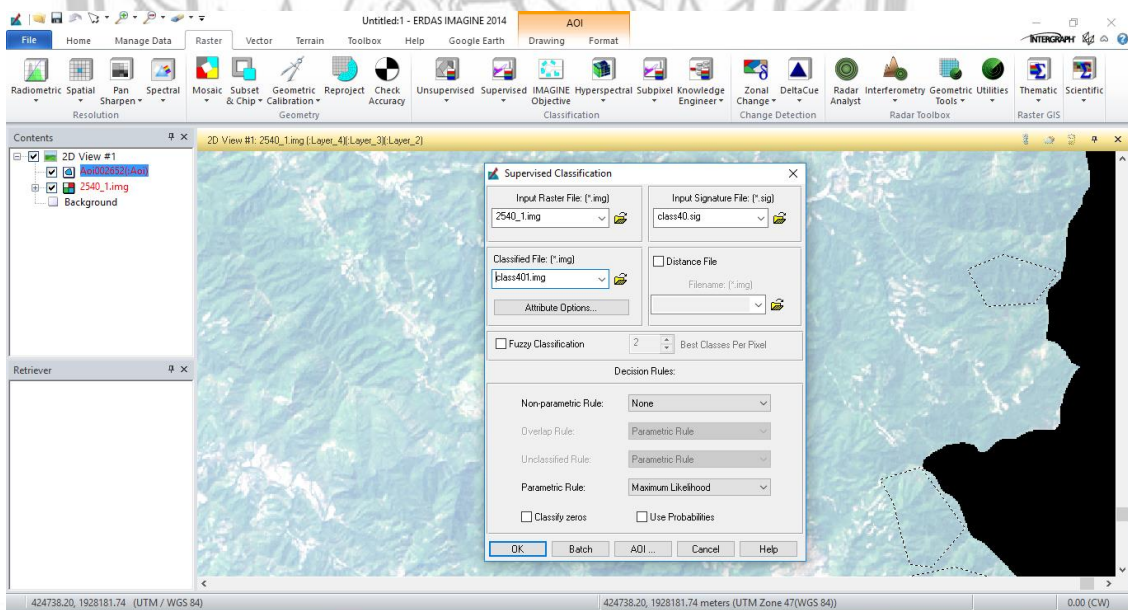 Untitled:1 - ERDAS IMAGINE 2014
AOI
File Home Manage Data Raster Vector Terrain Toolbox Help Google Earth Drawing Format
INTERGRAPH
Radiometric Spatial Pan Sharpen Spectral Mosaic Subset & Chip Geometric Calibration Reproject Check Accuracy Unsupervised Supervised IMAGINE Objective Hyperspectral Subpixel Knowledge Engineer Zonal Change DeltaCue Radar Analyst Interferometry Geometric Tools Utilities Thematic Scientific
Resolution Geometry Classification Change Detection Radar Toolbox Raster GIS
Contents
2D View #1: 2540_1.img (:Layer_4)(:Layer_3)(:Layer_2)
2D View #1
Aoi002652(:Aoi)
2540_1.img
Background
Retriever
Supervised Classification
Input Raster File: (*.img) Input Signature File: (*.sig)
2540_1.img class40.sig
Classified File: (*.img) Distance File
class401.img Filename: (*.img)
Attribute Options...
Fuzzy Classification 2 Best Classes Per Pixel
Decision Rules:
Non-parametric Rule: None
Overlap Rule: Parametric Rule
Unclassified Rule: Parametric Rule
Parametric Rule: Maximum Likelihood
Classify zeros Use Probabilities
OK Batch AOI ... Cancel Help
424738.20, 1928181.74 (UTM / WGS 84) 424738.20, 1928181.74 meters (UTM Zone 47(WGS 84)) 0.00 (CW)